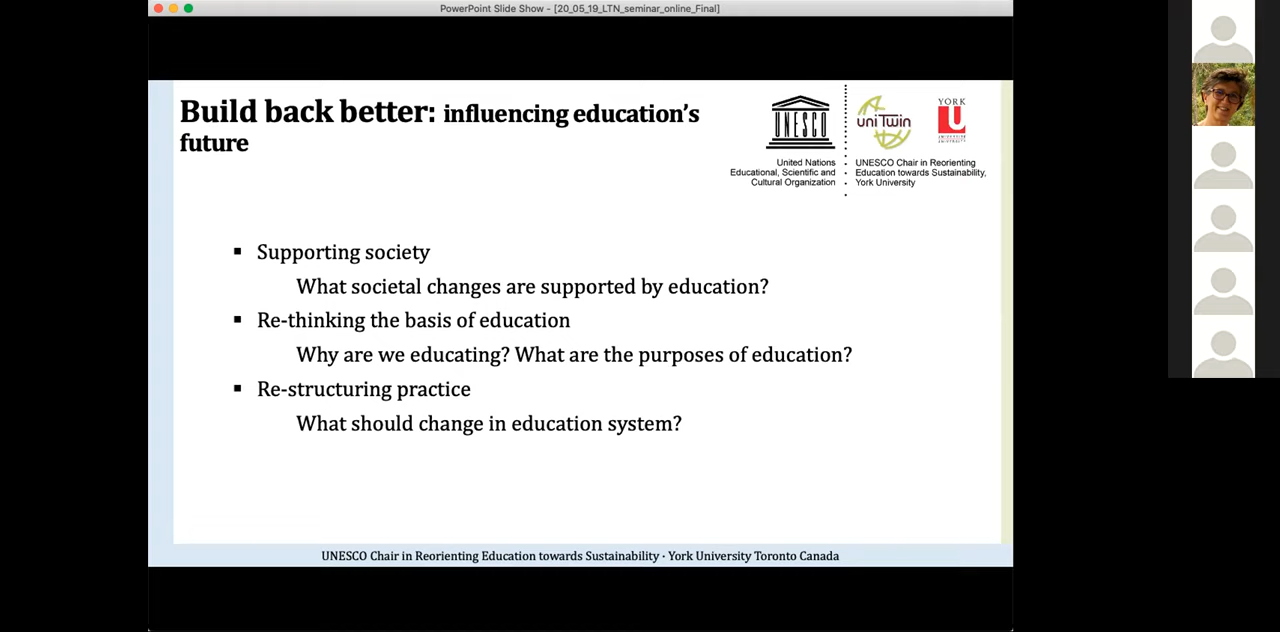 PowerPoint Slide Show - [20_05_19_LTN_seminar_online_Final]
Build back better: influencing education's
future
UNESCO
United Nations
Educational, Scientific and
Cultural Organization
uniTwin
YORK
U
UNESCO Chair in Reorienting
Education towards Sustainability,
York University
▪ Supporting society
What societal changes are supported by education?
▪ Re-thinking the basis of education
Why are we educating? What are the purposes of education?
▪ Re-structuring practice
What should change in education system?
UNESCO Chair in Reorienting Education towards Sustainability · York University Toronto Canada